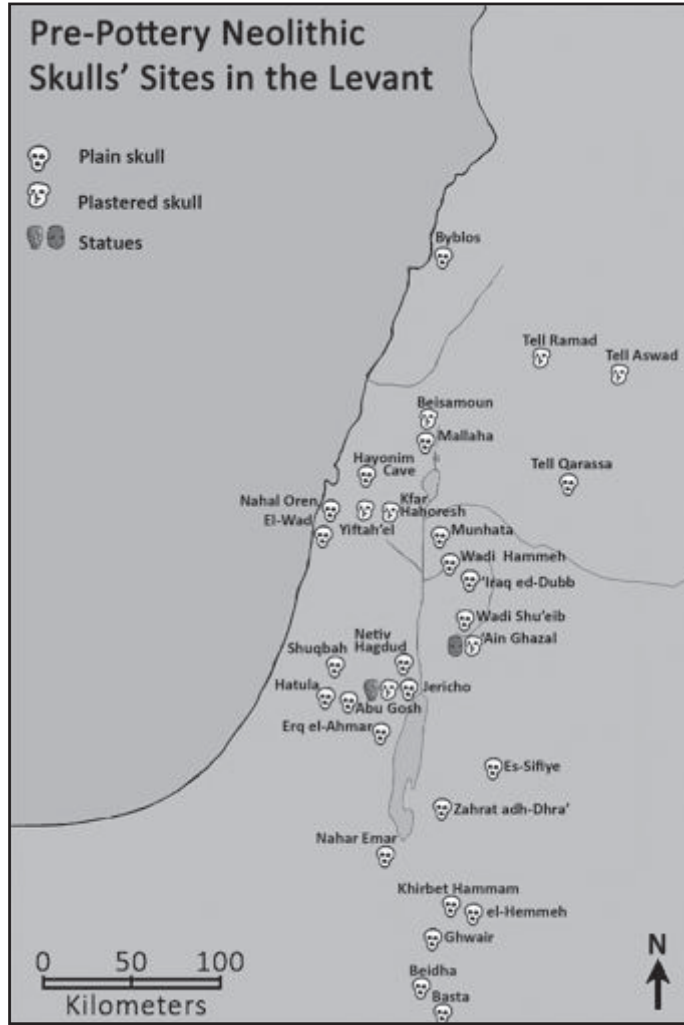 Pre-Pottery Neolithic
Skulls' Sites in the Levant
Plain skull
Plastered skull
Statues
Byblos
Tell Ramad
Tell Aswad
Beisamoun
Mallaha
Hayonim
Cave
Tell Qarassa
Nahal Oren
Kfar
Hahoresh
El-Wad
Yiftah'el
Munhata
Wadi Hammeh
'Iraq ed-Dubb
Wadi Shu'eib
'Ain Ghazal
Netiv
Hagdud
Shuqbah
Hatula
Jericho
Abu Gosh
Erq el-Ahmar
Es-Sifiye
Zahrat adh-Dhra'
Nahar Emar
Khirbet Hammam
el-Hemmeh
Ghwair
Beidha
Basta
N
0 50 100
Kilometers